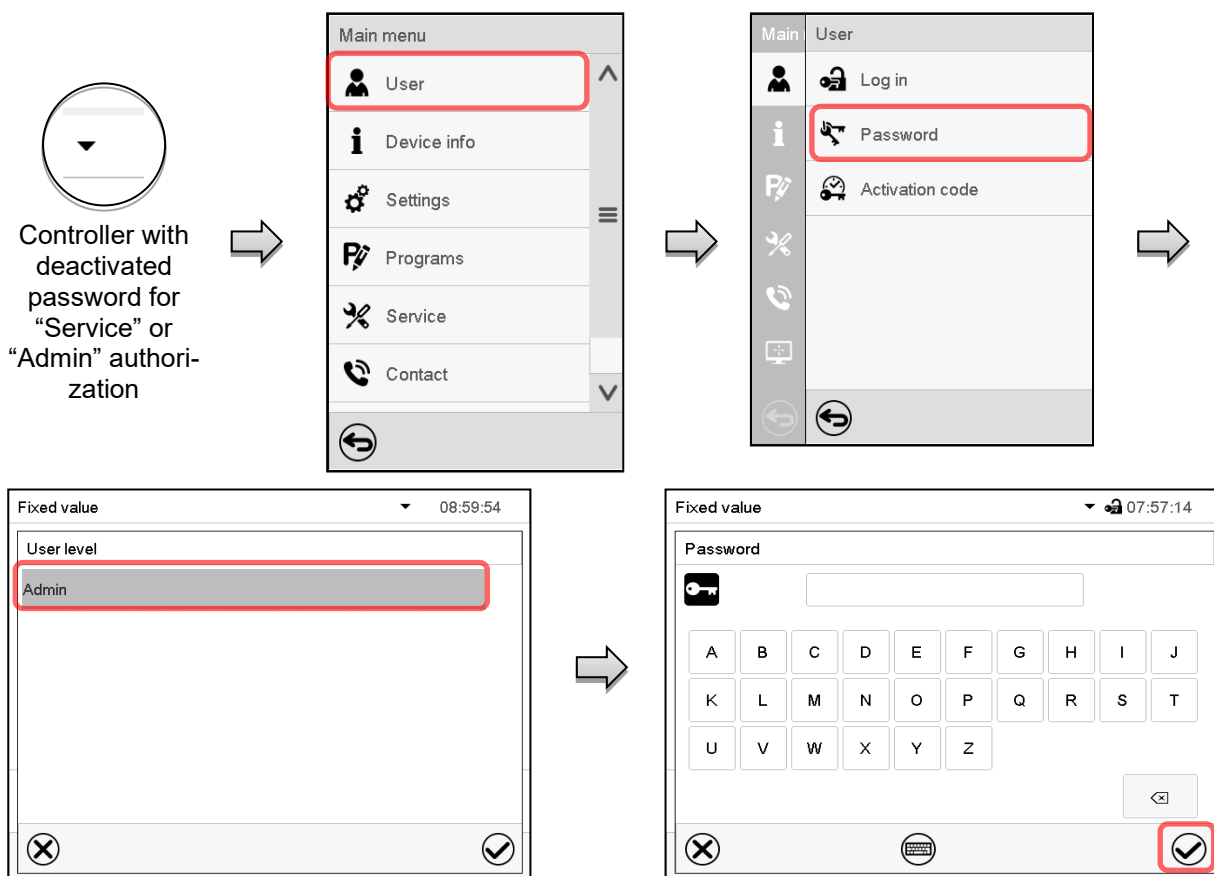 Controller with
deactivated
password for
“Service” or
“Admin” authori-
zation
Main menu
User
Device info
Settings
Programs
Service
Contact
Main
User
Log in
Password
Activation code
Fixed value 08:59:54
User level
Admin
Fixed value 07:57:14
Password
A B C D E F G H I J
K L M N O P Q R S T
U V W X Y Z